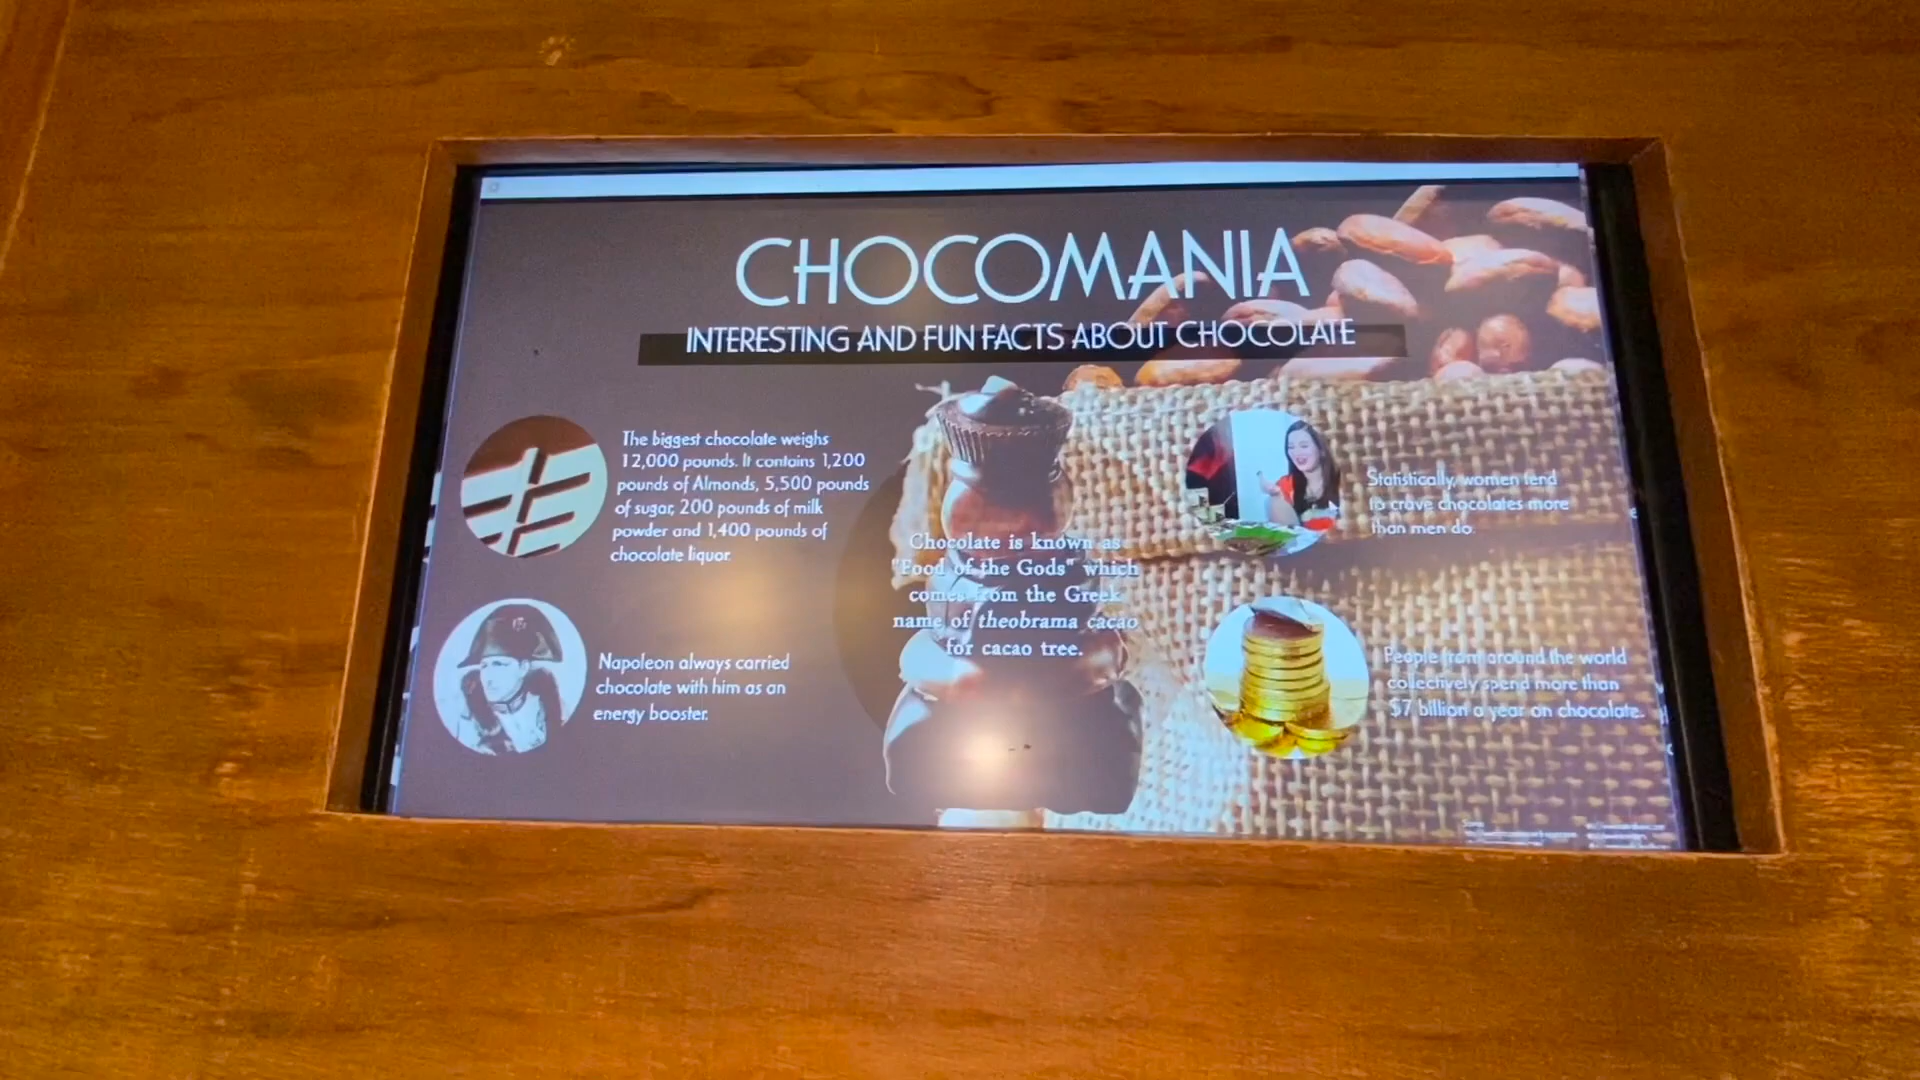 CHOCOMANIA
INTERESTING AND FUN FACTS ABOUT CHOCOLATE
The biggest chocolate weighs
12,000 pounds. It contains 1,200
pounds of Almonds, 5,500 pounds
of sugar, 200 pounds of milk
powder and 1,400 pounds of
chocolate liquor.
Napoleon always carried
chocolate with him as an
energy booster.
Chocolate is known as
"Food of the Gods" which
comes from the Greek
name of theobrama cacao
for cacao tree.
Statistically, women tend
to crave chocolates more
than men do.
People from around the world
collectively spend more than
$7 billion a year on chocolate.